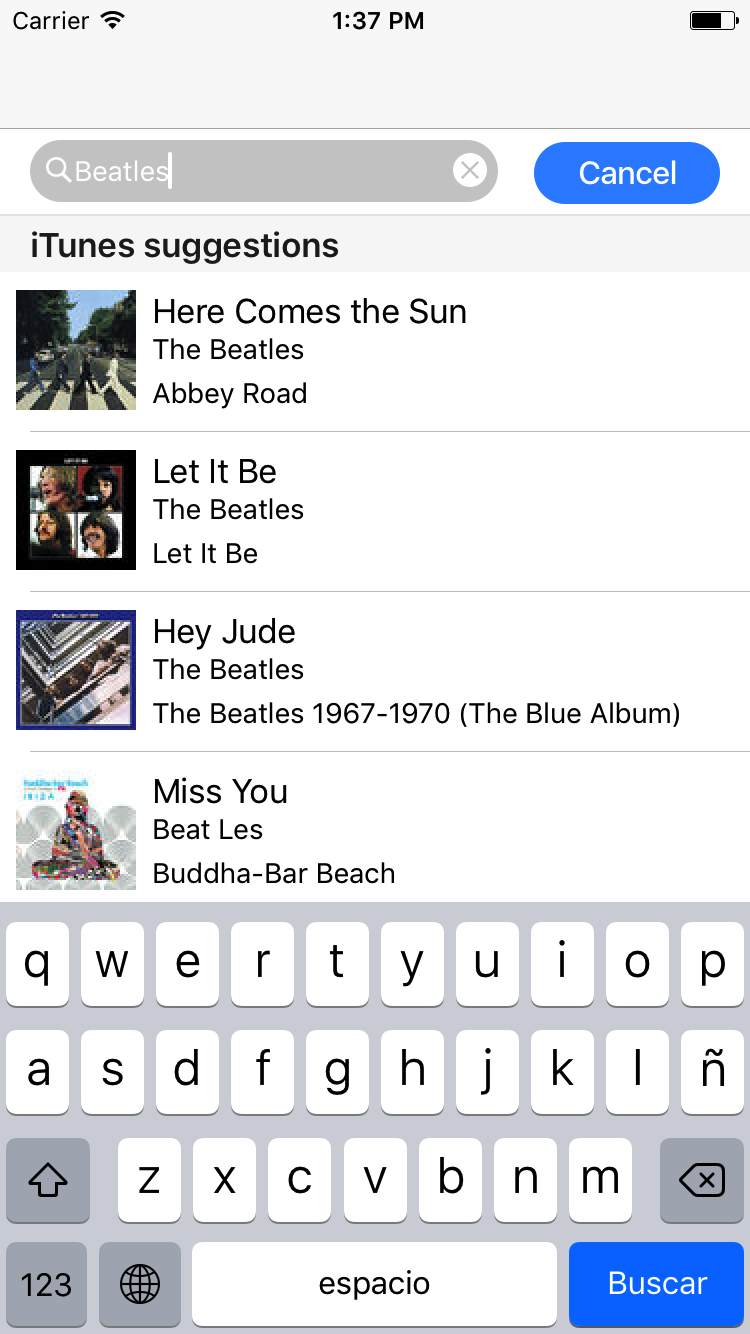 Carrier 1:37 PM
Beatles Cancel
iTunes suggestions
Here Comes the Sun
The Beatles
Abbey Road
Let It Be
The Beatles
Let It Be
Hey Jude
The Beatles
The Beatles 1967-1970 (The Blue Album)
Miss You
Beat Les
Buddha-Bar Beach
q w e r t y u i o p
a s d f g h j k l ñ
z x c v b n m
123 espacio Buscar